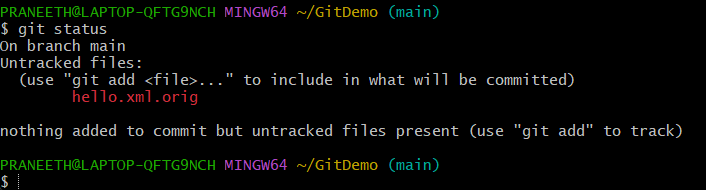 PRANEETH@LAPTOP-QFTG9NCH MINGW64 ~/GitDemo (main)
$ git status
On branch main
Untracked files:
  (use "git add <file>..." to include in what will be committed)
        hello.xml.orig

nothing added to commit but untracked files present (use "git add" to track)

PRANEETH@LAPTOP-QFTG9NCH MINGW64 ~/GitDemo (main)
$